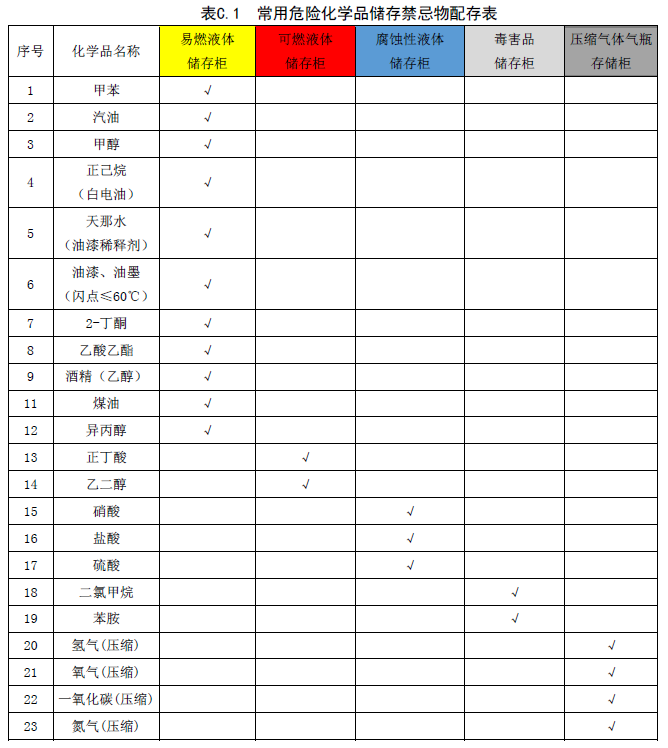 表C.1 常用危险化学品储存禁忌物配存表
序号 化学品名称 易燃液体 可燃液体 腐蚀性液体 毒害品 压缩气体气瓶
储存柜 储存柜 储存柜 储存柜 存储柜
1 甲苯 √
2 汽油 √
3 甲醇 √
4 正己烷 √
（白电油）
5 天那水 √
（油漆稀释剂）
6 油漆、油墨 √
（闪点≤60℃）
7 2-丁酮 √
8 乙酸乙酯 √
9 酒精（乙醇） √
11 煤油 √
12 异丙醇 √
13 正丁酸 √
14 乙二醇 √
15 硝酸 √
16 盐酸 √
17 硫酸 √
18 二氯甲烷 √
19 苯胺 √
20 氢气(压缩) √
21 氧气(压缩) √
22 一氧化碳(压缩) √
23 氮气(压缩) √